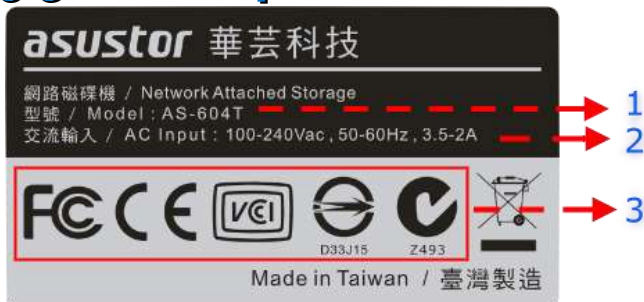 asustor 華芸科技
網路磁碟機 / Network Attached Storage
型號 / Model : AS-604T
1
交流輸入 / AC Input : 100-240Vac , 50-60Hz , 3.5-2A
2
FC CE VCI
3
D33J15 Z493
Made in Taiwan / 臺灣製造